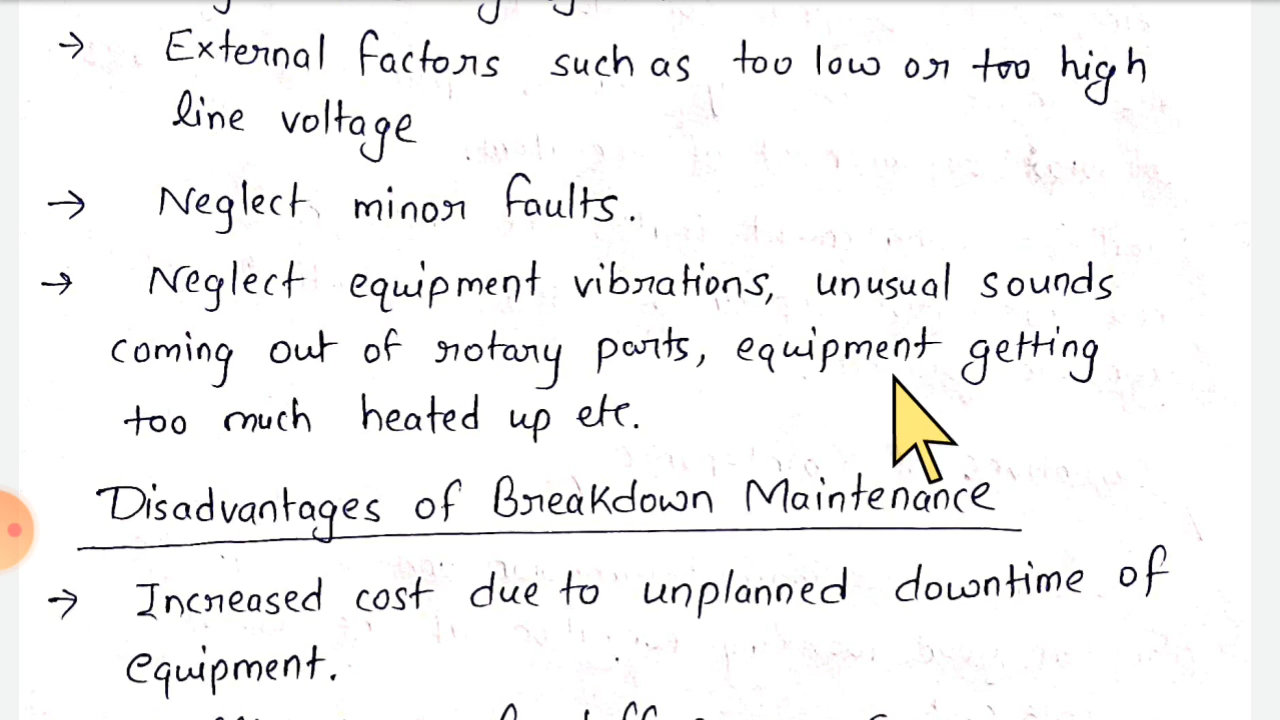 → External factors such as too low or too high
line voltage
→ Neglect minor faults.
→ Neglect equipment vibrations, unusual sounds
coming out of rotary parts, equipment getting
too much heated up etc.
Disadvantages of Breakdown Maintenance
→ Increased cost due to unplanned downtime of
equipment.